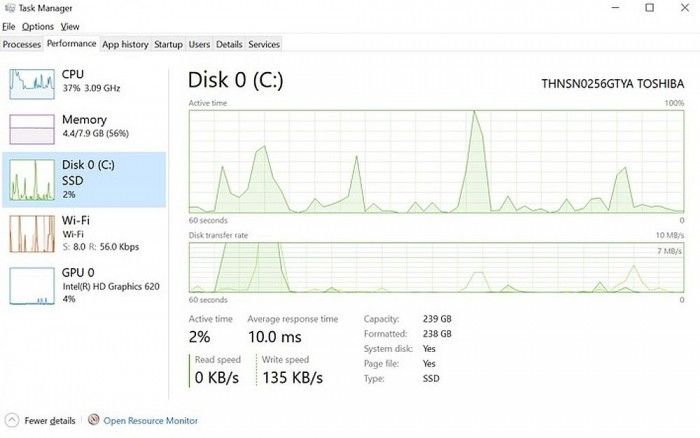 Task Manager
File Options View
Processes Performance App history Startup Users Details Services
CPU
37% 3.09 GHz
Memory
4.4/7.9 GB (56%)
Disk 0 (C:)
SSD
2%
Wi-Fi
Wi-Fi
S: 8.0 R: 56.0 Kbps
GPU 0
Intel(R) HD Graphics 620
4%
Disk 0 (C:)
THNSN0256GTYA TOSHIBA
Active time 100%
60 seconds 0
Disk transfer rate 10 MB/s
7 MB/s
60 seconds 0
Active time Average response time
2% 10.0 ms
Read speed Write speed
0 KB/s 135 KB/s
Capacity: 239 GB
Formatted: 238 GB
System disk: Yes
Page file: Yes
Type: SSD
Fewer details Open Resource Monitor